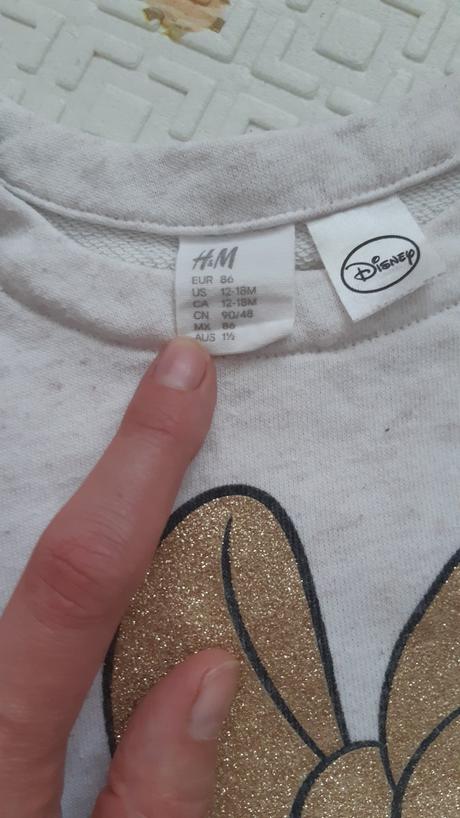 H&M
EUR 86
US 12-18M
CA 12-18M
CN 90/48
MX 86
AUS 1½
Disney